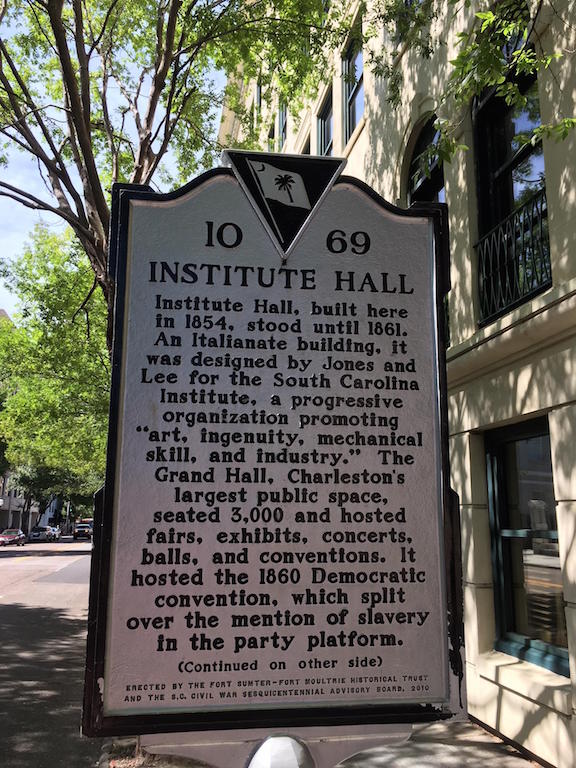 10 69
INSTITUTE HALL
Institute Hall, built here
in 1854, stood until 1861.
An Italianate building, it
was designed by Jones and
Lee for the South Carolina
Institute, a progressive
organization promoting
"art, ingenuity, mechanical
skill, and industry." The
Grand Hall, Charleston's
largest public space,
seated 3,000 and hosted
fairs, exhibits, concerts,
balls, and conventions. It
hosted the 1860 Democratic
convention, which split
over the mention of slavery
in the party platform.
(Continued on other side)
ERECTED BY THE FORT SUMTER-FORT MOULTRIE HISTORICAL TRUST
AND THE S.C. CIVIL WAR SESQUICENTENNIAL ADVISORY BOARD, 2010